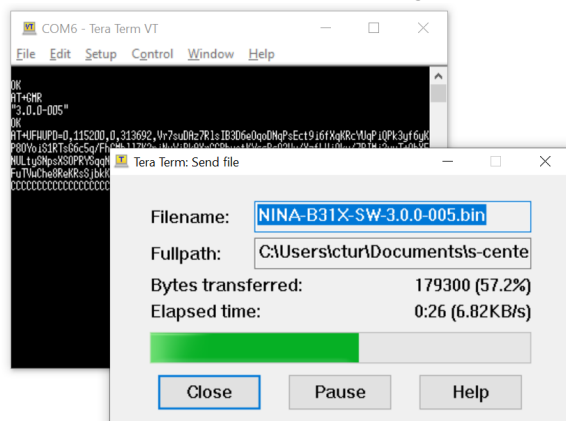 COM6 - Tera Term VT
File Edit Setup Control Window Help
OK
AT+GMR
"3.0.0-005"
OK
AT+UFWUPD=0,115200,0,313692,Vr7suDAz7RlsIB3D6eOqoDNqPsEct9i6fXqKRcYUqPiQPk3yf6yK
Tera Term: Send file
Filename: NINA-B31X-SW-3.0.0-005.bin
Fullpath: C:\Users\ctur\Documents\s-cente
Bytes transferred: 179300 (57.2%)
Elapsed time: 0:26 (6.82KB/s)
Close Pause Help